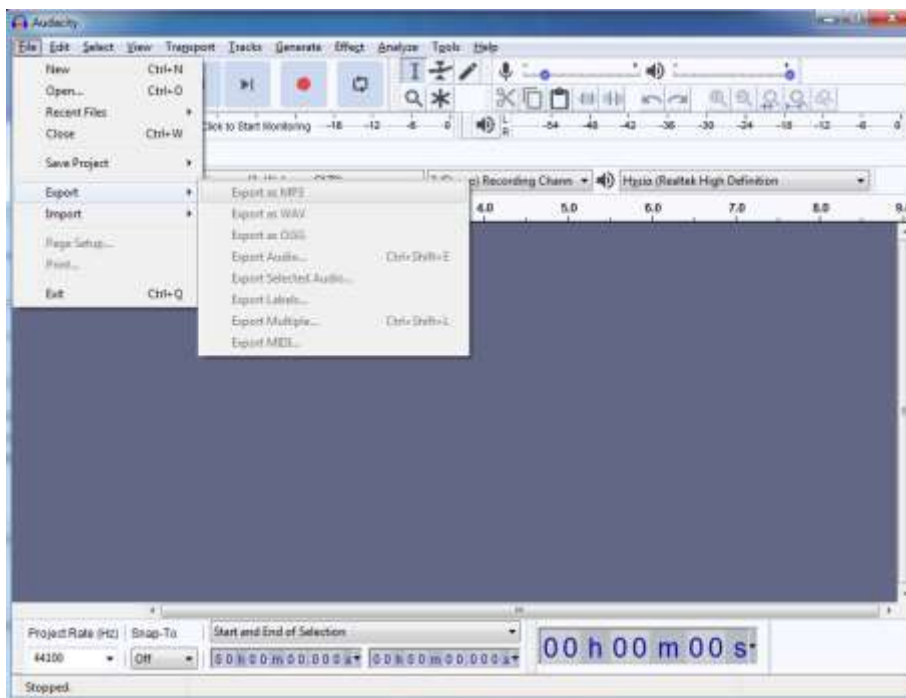 Audacity
File Edit Select View Transport Tracks Generate Effect Analyze Tools Help
New Ctrl+N
Open... Ctrl+O
Recent Files
Close Ctrl+W
Click to Start Monitoring -18 -12 -6 0 L R -54 -48 -42 -36 -30 -24 -18 -12 -6 0
Save Project
Recording Chann Ηχεία (Realtek High Definition
Export
Import
4.0 5.0 6.0 7.0 8.0
Export as MP3
Export as WAV
Export as OGG
Export Audio... Ctrl+Shift+E
Export Selected Audio...
Export Labels...
Export Multiple... Ctrl+Shift+L
Export MIDI...
Page Setup...
Print...
Exit Ctrl+Q
Project Rate (Hz) Snap-To Start and End of Selection
44100 Off 00h00m00.000s 00h00m00.000s 00 h 00 m 00 s
Stopped.